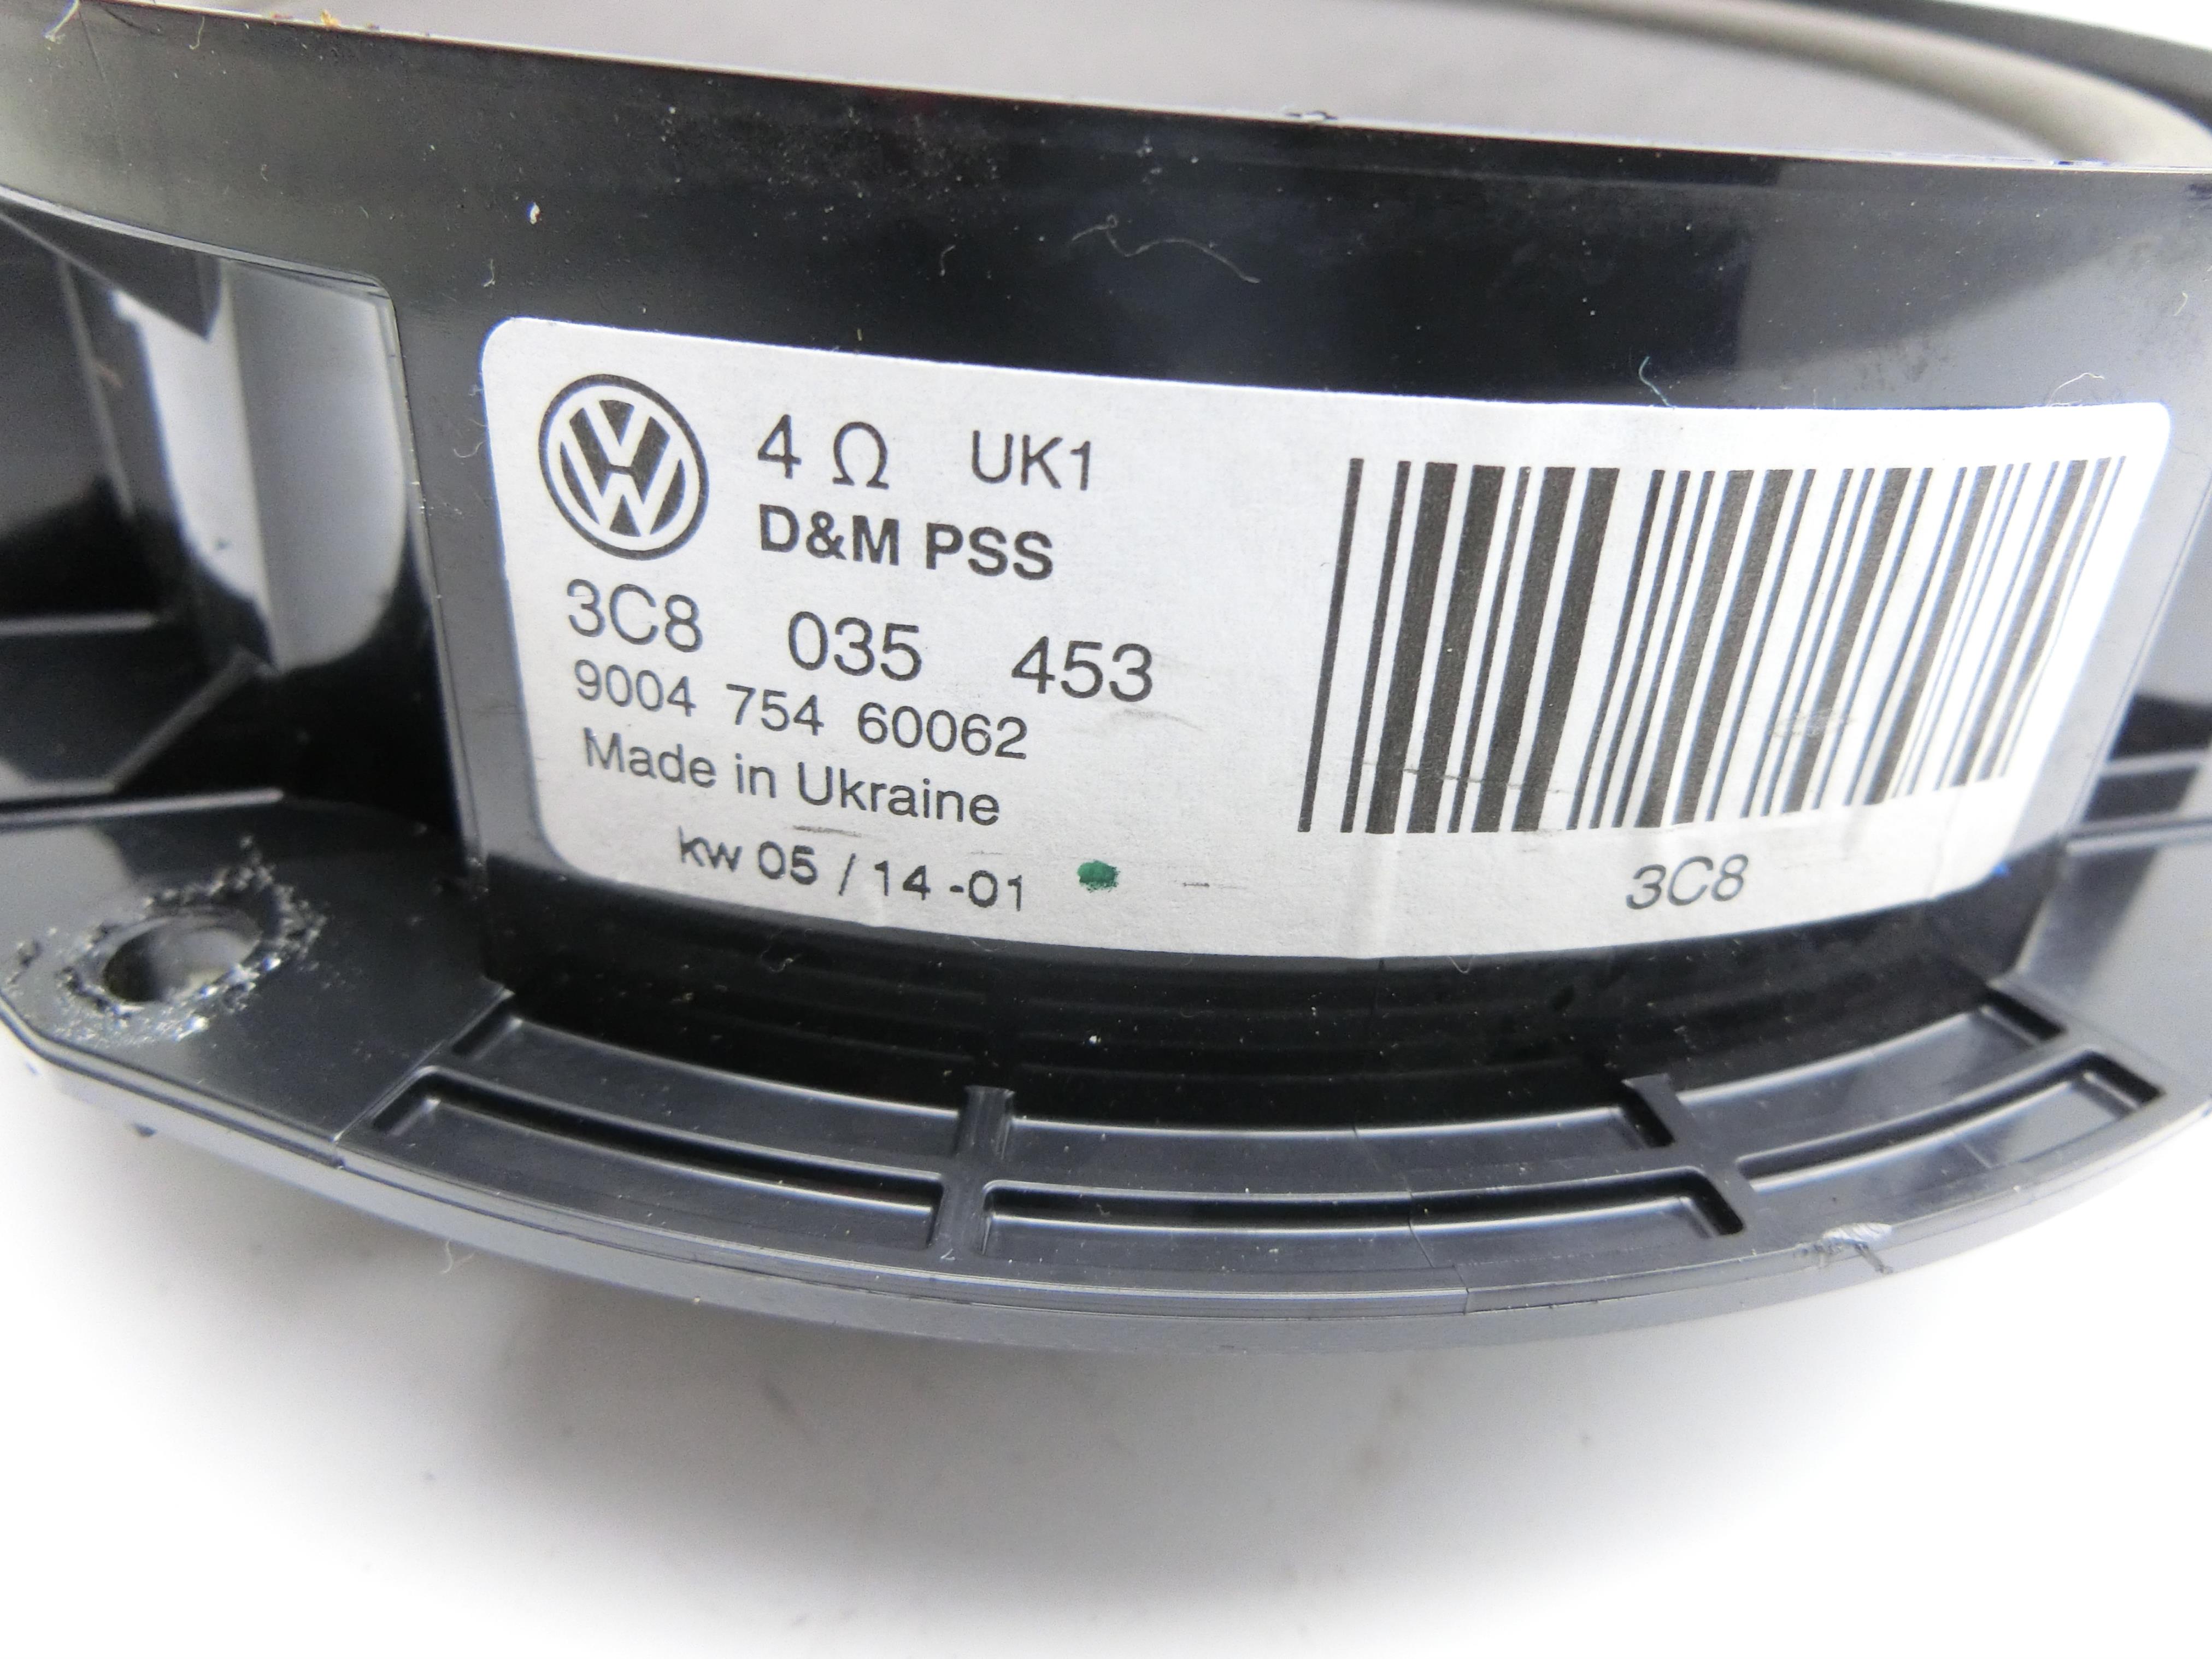 4 Ω UK1
D&M PSS
3C8 035 453
9004 754 60062
Made in Ukraine
kw 05 / 14 -01
3C8